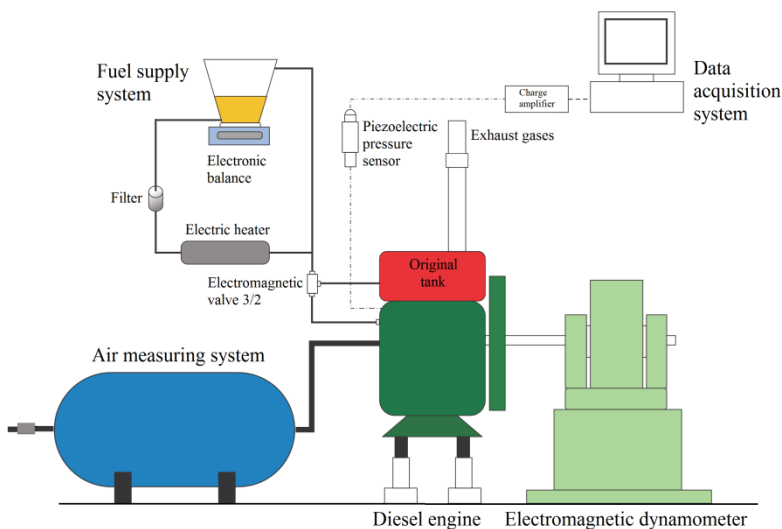 Fuel supply
system
Electronic
balance
Filter
Electric heater
Electromagnetic
valve 3/2
Piezoelectric
pressure
sensor
Exhaust gases
Charge
amplifier
Data
acquisition
system
Original
tank
Air measuring system
Diesel engine
Electromagnetic dynamometer